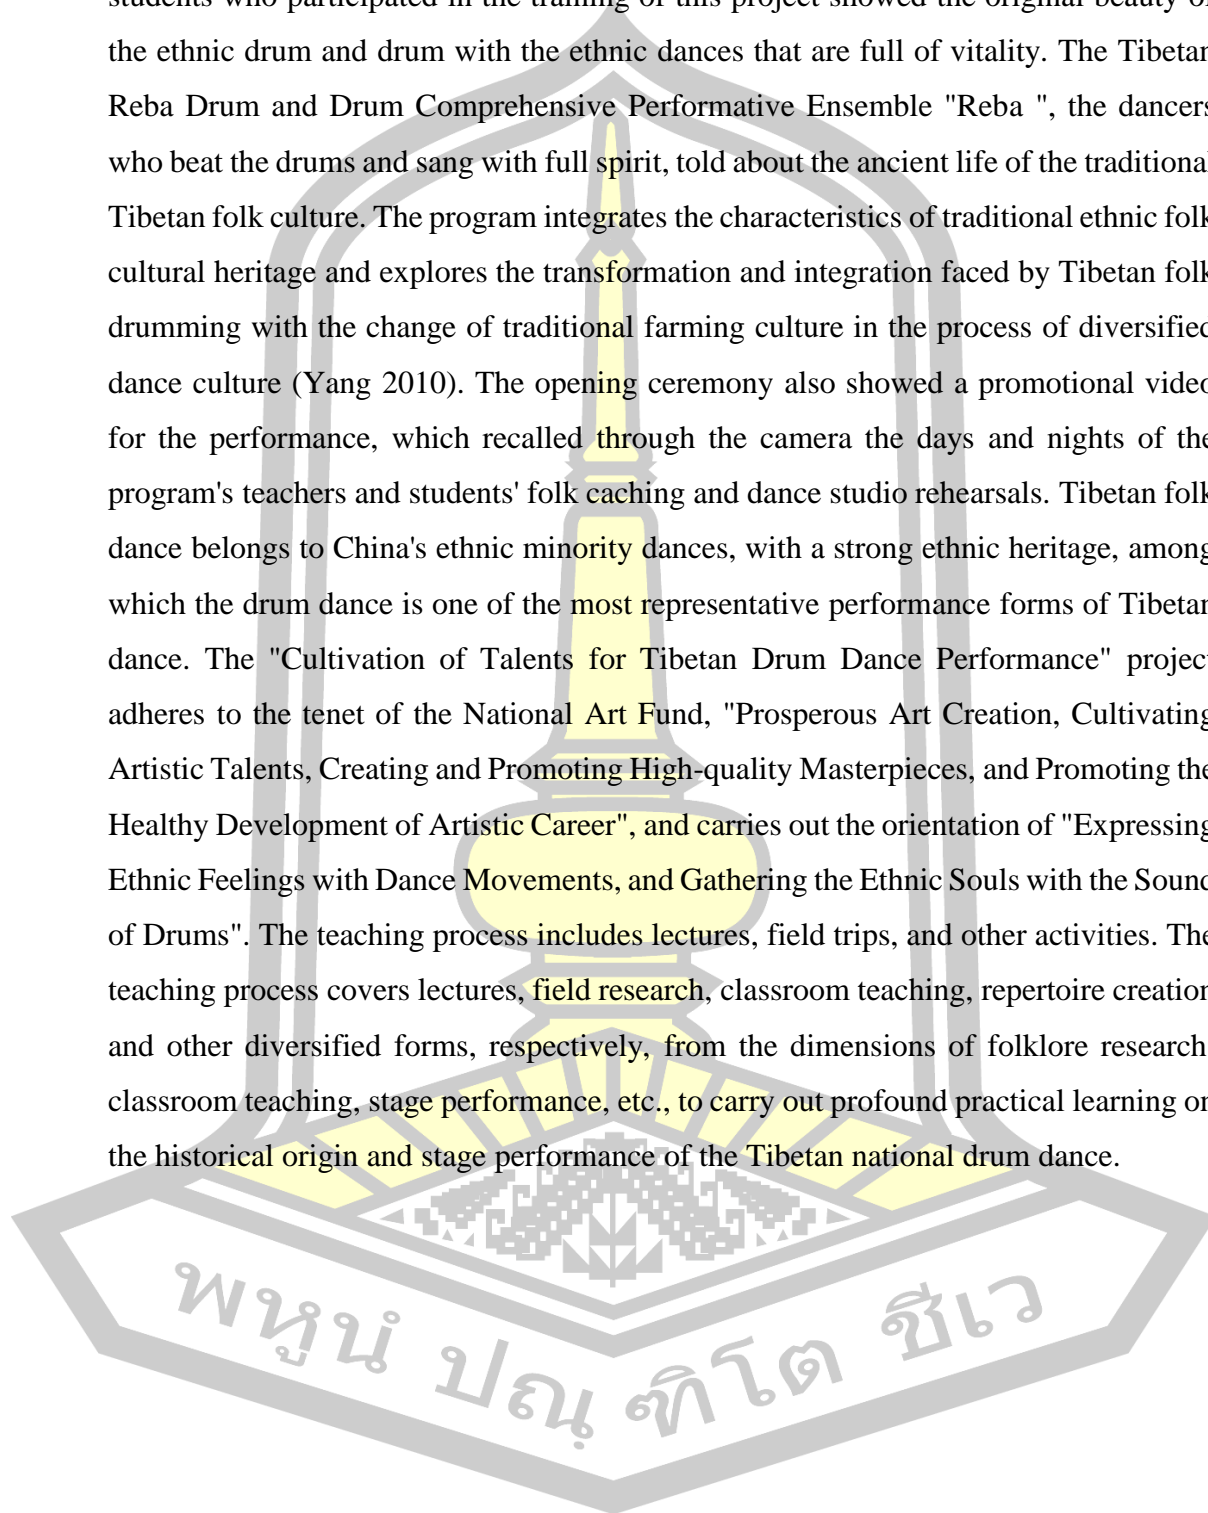 students who participated in the training of this project showed the original beauty of
the ethnic drum and drum with the ethnic dances that are full of vitality. The Tibetan
Reba Drum and Drum Comprehensive Performative Ensemble "Reba ", the dancers
who beat the drums and sang with full spirit, told about the ancient life of the traditional
Tibetan folk culture. The program integrates the characteristics of traditional ethnic folk
cultural heritage and explores the transformation and integration faced by Tibetan folk
drumming with the change of traditional farming culture in the process of diversified
dance culture (Yang 2010). The opening ceremony also showed a promotional video
for the performance, which recalled through the camera the days and nights of the
program's teachers and students' folk caching and dance studio rehearsals. Tibetan folk
dance belongs to China's ethnic minority dances, with a strong ethnic heritage, among
which the drum dance is one of the most representative performance forms of Tibetan
dance. The "Cultivation of Talents for Tibetan Drum Dance Performance" project
adheres to the tenet of the National Art Fund, "Prosperous Art Creation, Cultivating
Artistic Talents, Creating and Promoting High-quality Masterpieces, and Promoting the
Healthy Development of Artistic Career", and carries out the orientation of "Expressing
Ethnic Feelings with Dance Movements, and Gathering the Ethnic Souls with the Sound
of Drums". The teaching process includes lectures, field trips, and other activities. The
teaching process covers lectures, field research, classroom teaching, repertoire creation
and other diversified forms, respectively, from the dimensions of folklore research,
classroom teaching, stage performance, etc., to carry out profound practical learning on
the historical origin and stage performance of the Tibetan national drum dance.
พหูนํ ปณฺ ฑิโต ชีเว